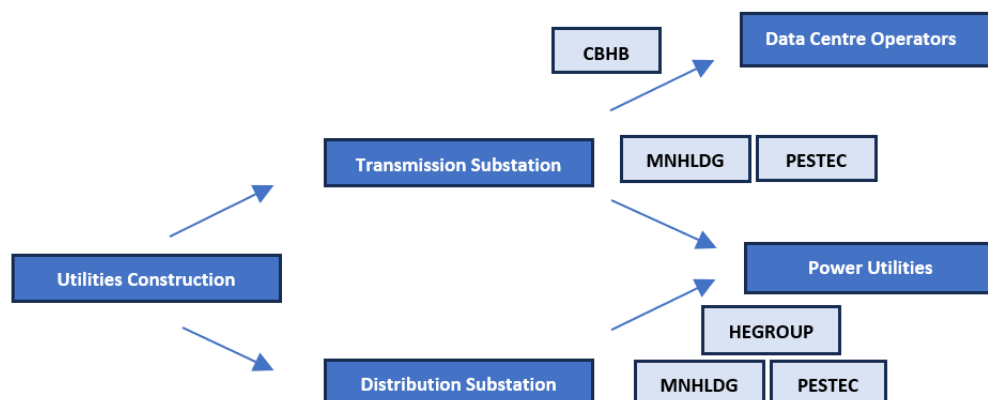 CBHB
Data Centre Operators
Transmission Substation
MNHLDG
PESTEC
Utilities Construction
Power Utilities
HEGROUP
Distribution Substation
MNHLDG
PESTEC